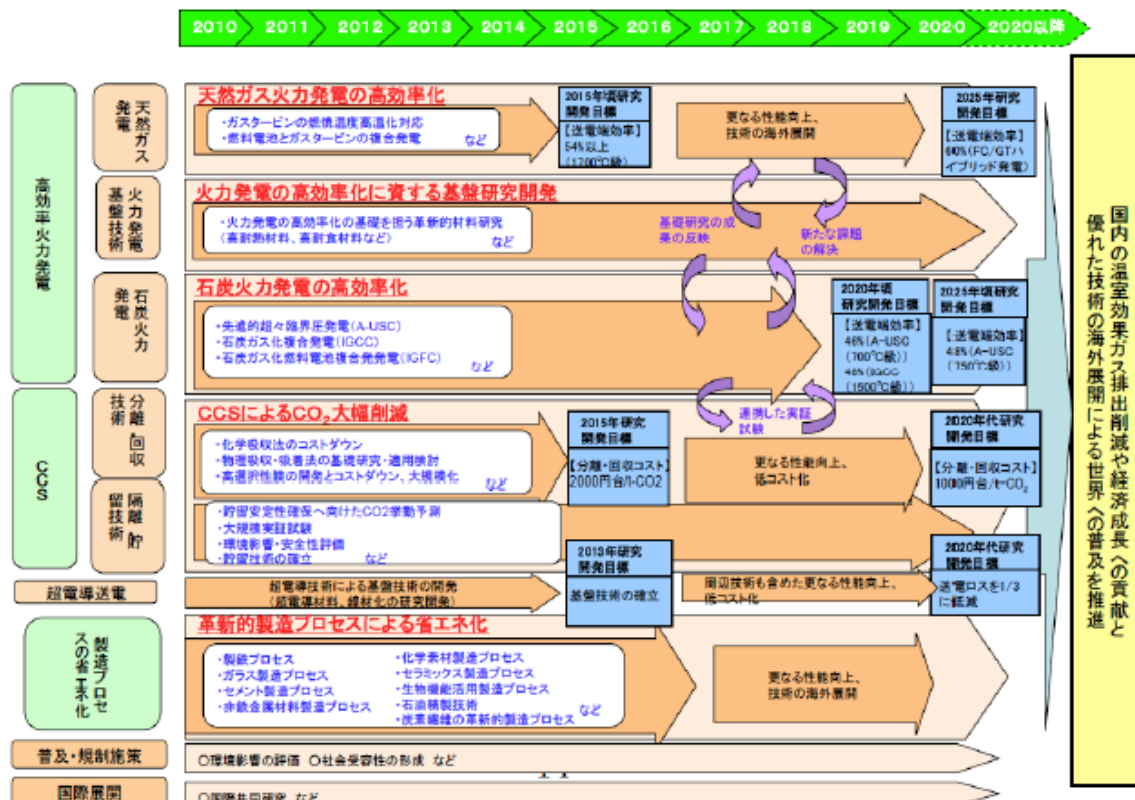 2010 2011 2012 2013 2014 2015 2016 2017 2018 2019 2020 2020以降
高効率火力発電
天然ガス
発電
天然ガス火力発電の高効率化
・ガスタービンの燃焼温度高温化対応
・燃料電池とガスタービンの複合発電 など
2015年頃研究
開発目標
【送電端効率】
54%以上
(1700℃級)
更なる性能向上、
技術の海外展開
2025年研究
開発目標
【送電端効率】
60%(FC/GTハ
イブリッド発電)
火力発電
基盤技術
火力発電の高効率化に資する基盤研究開発
・火力発電の高効率化の基礎を担う革新的材料研究
(高耐熱材料、高耐食材料など) など
基礎研究の成
果の反映
新たな課題
の解決
石炭火力
発電
石炭火力発電の高効率化
・先進的超々臨界圧発電(A-USC)
・石炭ガス化複合発電(IGCC)
・石炭ガス化燃料電池複合発発電(IGFC) など
2020年頃
研究開発目標
【送電端効率】
46%(A-USC
(700℃級))
(1500℃級))
2025年頃研究
開発目標
【送電端効率】
48%(A-USC
(750℃級))
連携した実証
試験
CCS
分離・回収
技術
CCSによるCO2大幅削減
・化学吸収法のコストダウン
・物理吸収・吸着法の基礎研究・適用検討
・高選択性膜の開発とコストダウン、大規模化 など
2015年研究
開発目標
【分離・回収コスト】
2000円台/t-CO2
更なる性能向上、
低コスト化
2020年代研究
開発目標
【分離・回収コスト】
1000円台/t-CO2
隔離・貯
留技術
・貯留安定性確保へ向けたCO2挙動予測
・大規模実証試験
・環境影響・安全性評価
・貯留技術の確立 など
超電導送電
超電導技術による基盤技術の開発
(超電導材料、線材化の研究開発)
2013年研究
開発目標
基盤技術の確立
周辺技術も含めた更なる性能向上、
低コスト化
2020年代研究
開発目標
送電ロスを1/3
に低減
製造プロセ
スの省エネ化
革新的製造プロセスによる省エネ化
・製鉄プロセス
・ガラス製造プロセス
・セメント製造プロセス
・非鉄金属材料製造プロセス
・化学素材製造プロセス
・セラミックス製造プロセス
・生物機能活用製造プロセス
・石油精製技術 など
・炭素繊維の革新的製造プロセス
更なる性能向上、
技術の海外展開
普及・規制施策
○環境影響の評価 ○社会受容性の形成 など
国際展開
○国際共同研究 など
国内の温室効果ガス排出削減や経済成長への貢献と
優れた技術の海外展開による世界への普及を推進